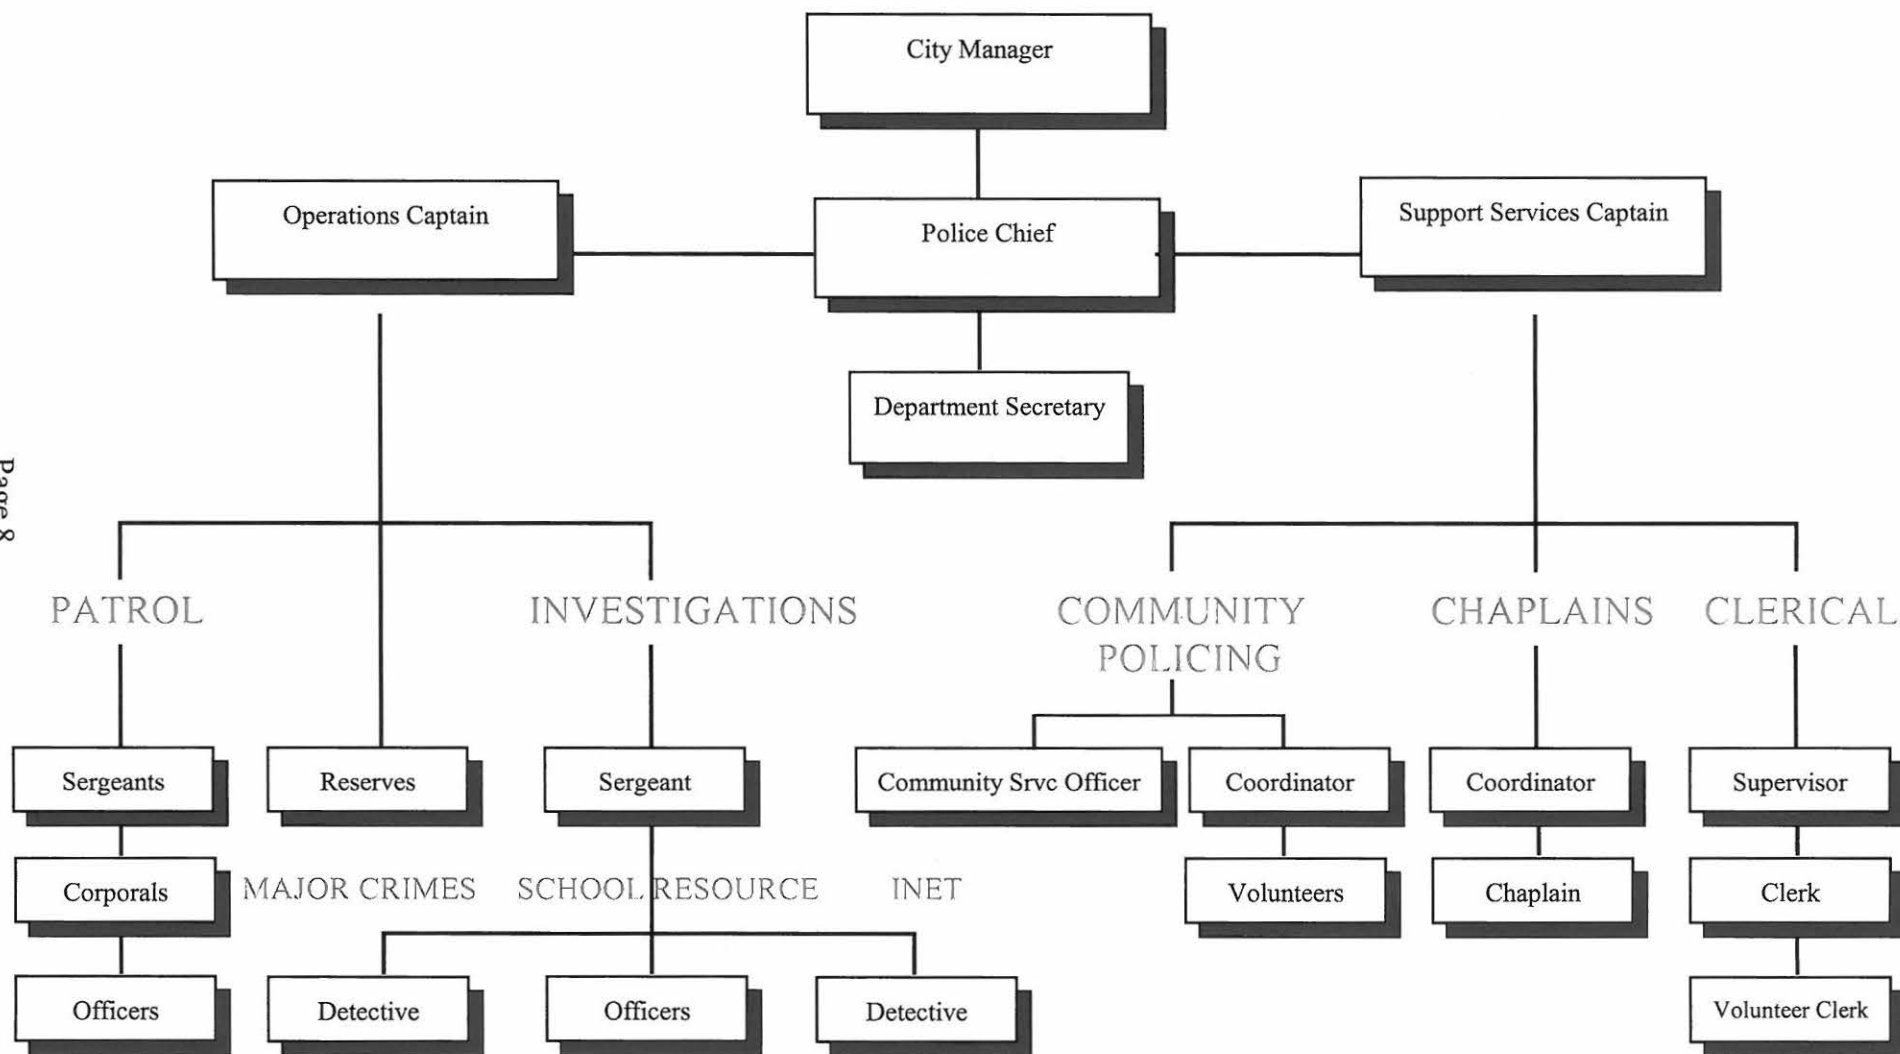 City Manager
Operations Captain
Police Chief
Support Services Captain
Department Secretary
Page 8
PATROL
INVESTIGATIONS
COMMUNITY
POLICING
CHAPLAINS
CLERICAL
Sergeants
Reserves
Sergeant
Community Srvc Officer
Coordinator
Coordinator
Supervisor
Corporals
MAJOR CRIMES
SCHOOL RESOURCE
INET
Volunteers
Chaplain
Clerk
Officers
Detective
Officers
Detective
Volunteer Clerk